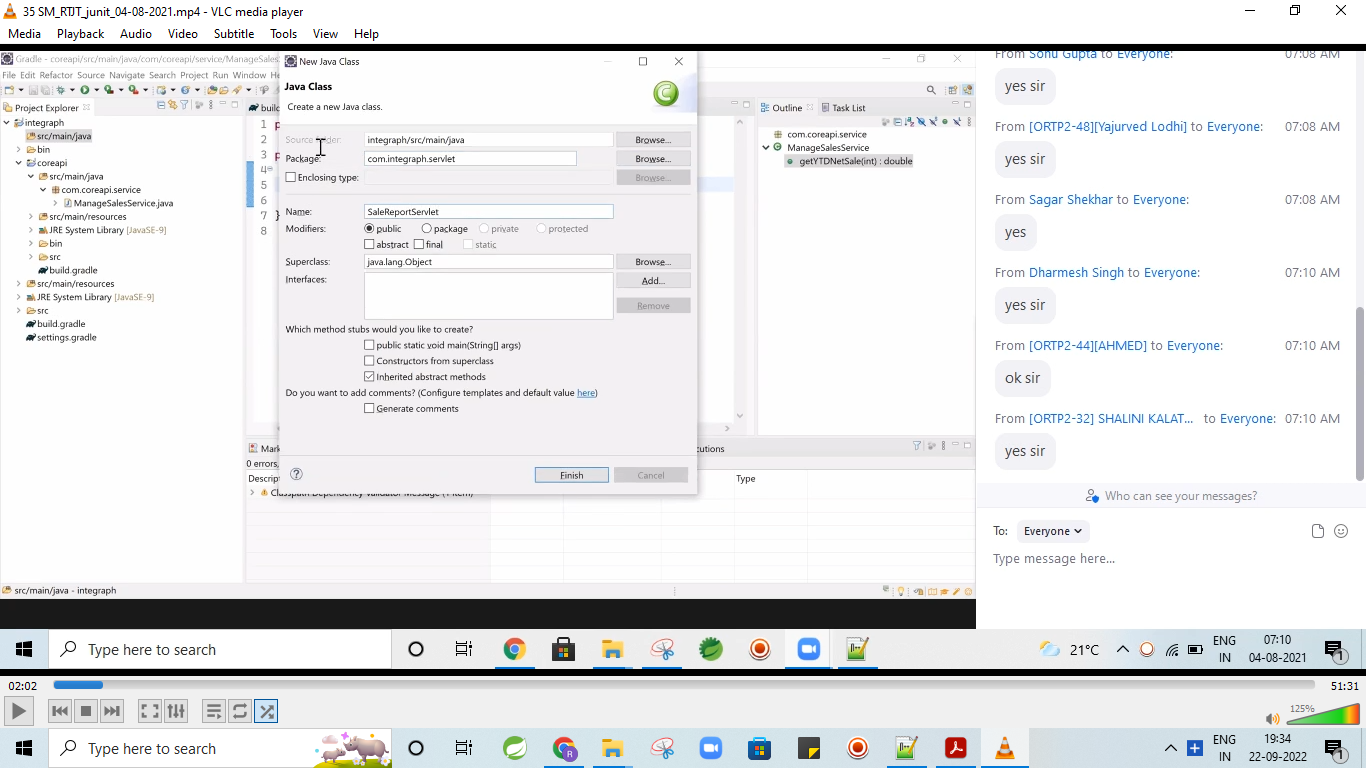 35 SM_RTJT_junit_04-08-2021.mp4 - VLC media player
Media Playback Audio Video Subtitle Tools View Help
Gradle - coreapi/src/main/java/com/coreapi/service/ManageSales
File Edit Refactor Source Navigate Search Project Run Window He
Project Explorer
integraph
src/main/java
bin
coreapi
src/main/java
com.coreapi.service
ManageSalesService.java
src/main/resources
JRE System Library [JavaSE-9]
bin
src
build.gradle
src/main/resources
JRE System Library [JavaSE-9]
src
build.gradle
settings.gradle
build
1 p
2
3 p
4
5
6
7 }
8
New Java Class
Java Class
Create a new Java class.
Source folder: integraph/src/main/java Browse...
Package: com.integraph.servlet Browse...
Enclosing type: Browse...
Name: SaleReportServlet
Modifiers: public package private protected
abstract final static
Superclass: java.lang.Object Browse...
Interfaces: Add...
Remove
Which method stubs would you like to create?
public static void main(String[] args)
Constructors from superclass
Inherited abstract methods
Do you want to add comments? (Configure templates and default value here)
Generate comments
Finish Cancel
Outline Task List
com.coreapi.service
ManageSalesService
getYTDNetSale(int) : double
Mark
cutions
0 errors,
Descrip Type
Classpath Dependency Validator Message (1 item)
src/main/java - integraph
From Sonu Gupta to Everyone: 07:08 AM
yes sir
From [ORTP2-48][Yajurved Lodhi] to Everyone: 07:08 AM
yes sir
From Sagar Shekhar to Everyone: 07:08 AM
yes
From Dharmesh Singh to Everyone: 07:10 AM
yes sir
From [ORTP2-44][AHMED] to Everyone: 07:10 AM
ok sir
From [ORTP2-32] SHALINI KALAT... to Everyone: 07:10 AM
yes sir
Who can see your messages?
To: Everyone
Type message here...
Type here to search
21°C ENG IN 07:10 04-08-2021 1
02:02 51:31
125%
Type here to search
ENG IN 19:34 22-09-2022 1